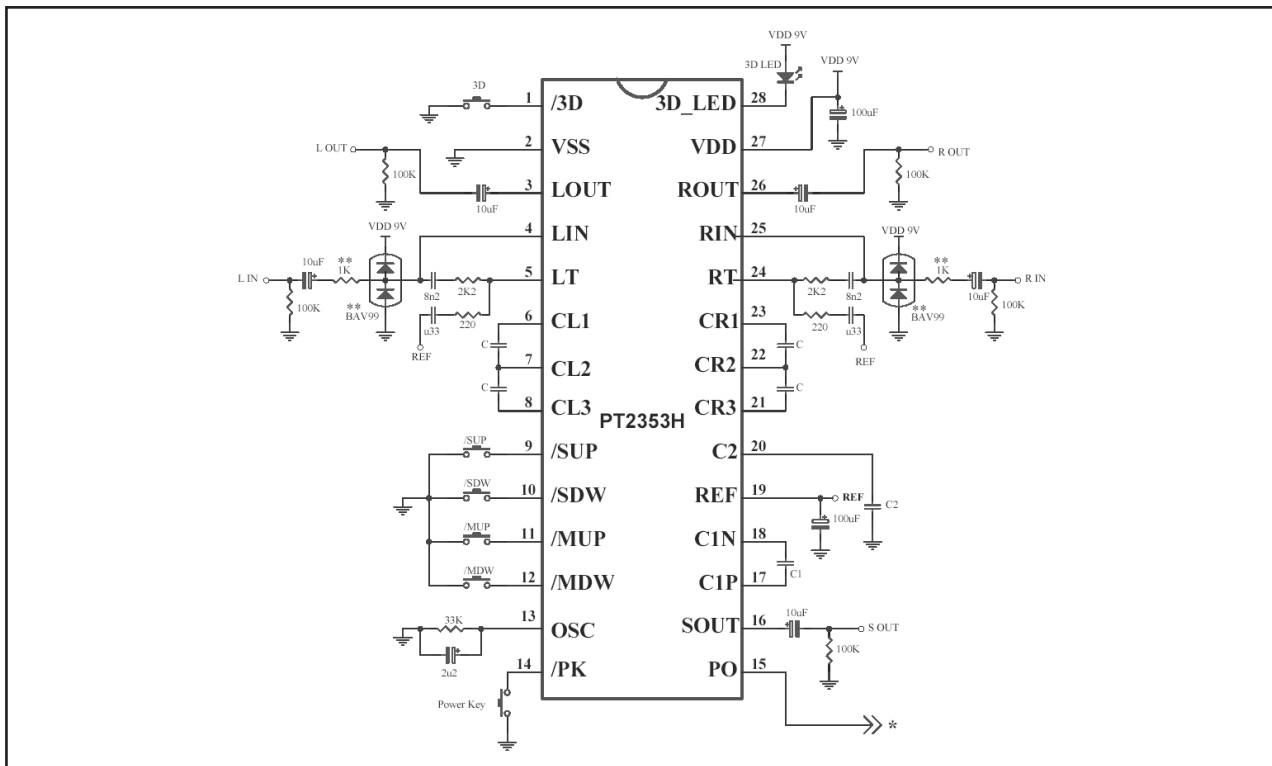 VDD 9V
3D LED
VDD 9V
3D
1 /3D
3D_LED 28
100uF
2 VSS
VDD 27
L OUT
R OUT
100K
100K
3 LOUT
ROUT 26
10uF
10uF
4 LIN
RIN 25
VDD 9V
VDD 9V
10uF
**
1K
**
1K
L IN
R IN
5 LT
RT 24
8n2
2K2
2K2
8n2
10uF
100K
**
BAV99
u33
220
220
u33
**
BAV99
100K
REF
REF
6 CL1
CR1 23
C
C
7 CL2
CR2 22
C
C
8 CL3
CR3 21
PT2353H
/SUP
9 /SUP
C2 20
/SDW
10 /SDW
REF 19
REF
C2
100uF
/MUP
11 /MUP
C1N 18
/MDW
12 /MDW
C1P 17
C1
33K
13 OSC
SOUT 16
10uF
S OUT
2u2
100K
14 /PK
PO 15
Power Key
*